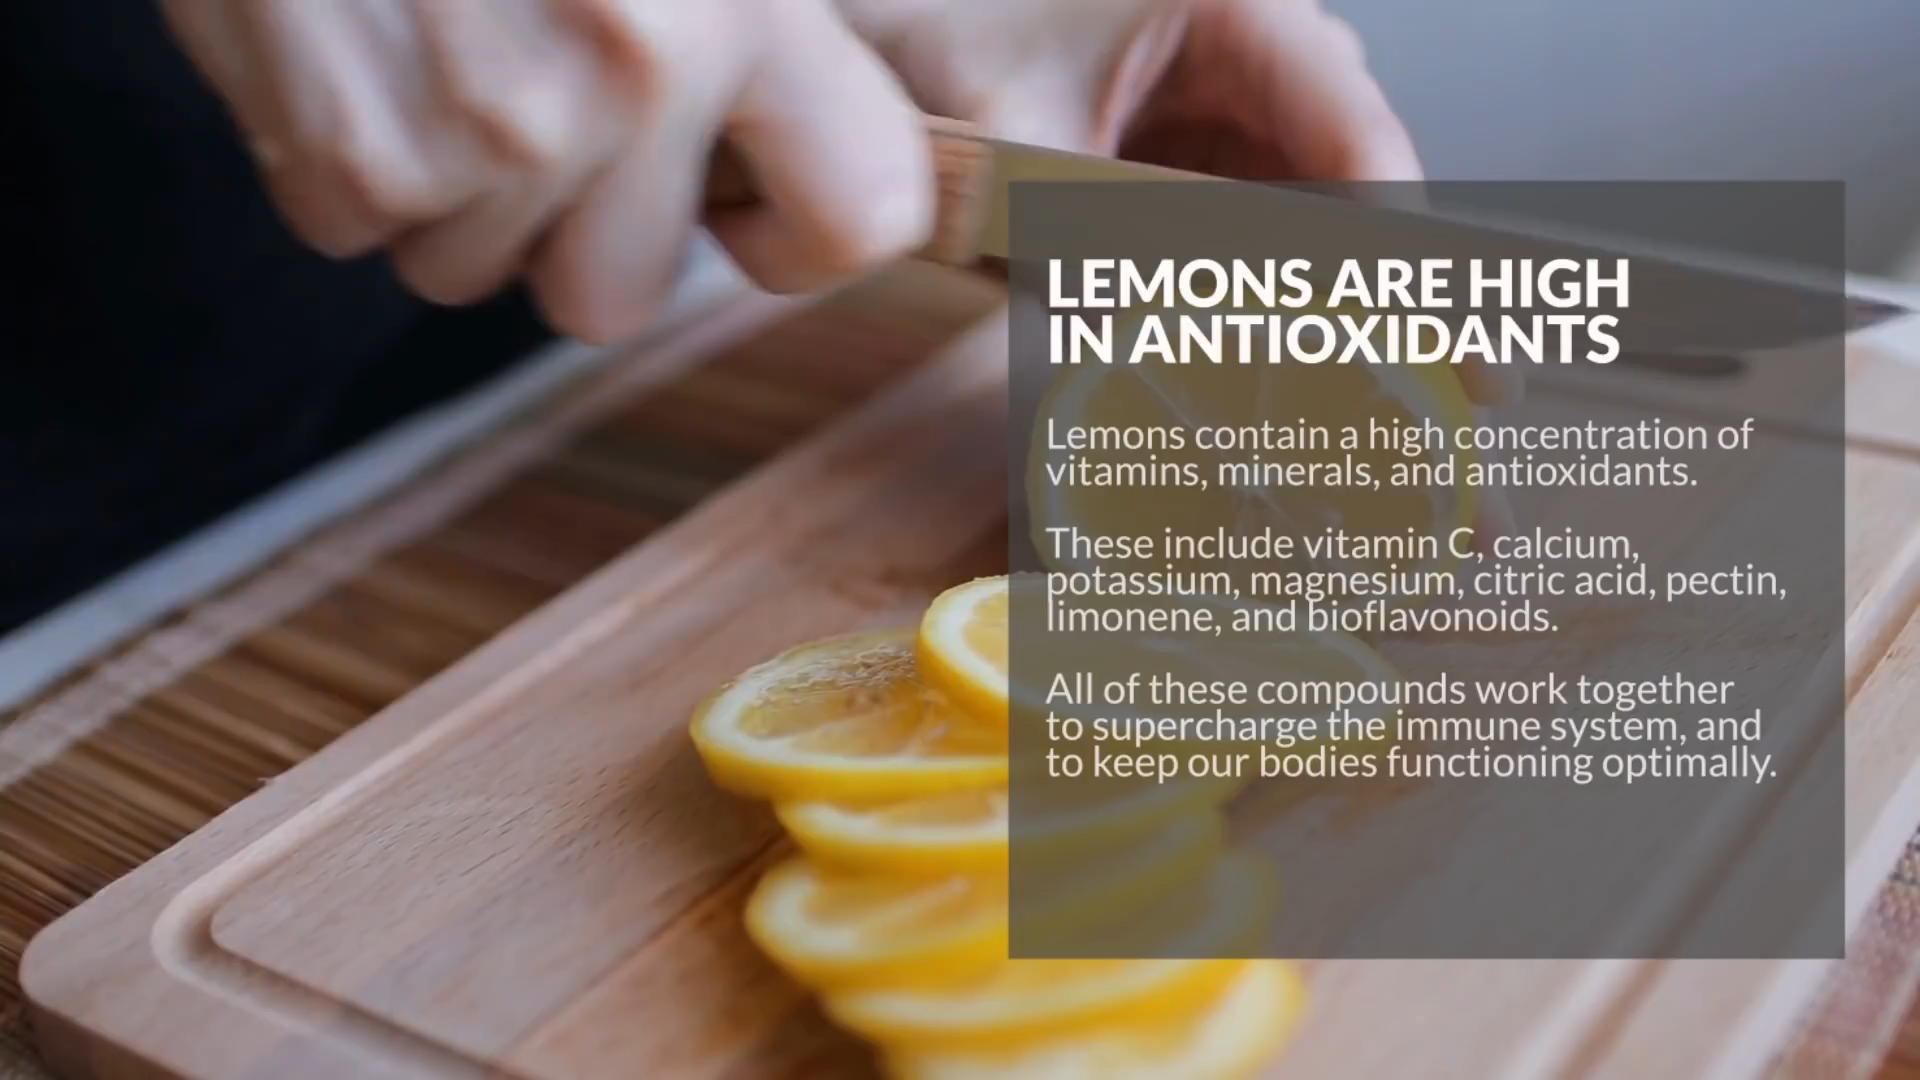 LEMONS ARE HIGH
IN ANTIOXIDANTS
Lemons contain a high concentration of
vitamins, minerals, and antioxidants.
These include vitamin C, calcium,
potassium, magnesium, citric acid, pectin,
limonene, and bioflavonoids.
All of these compounds work together
to supercharge the immune system, and
to keep our bodies functioning optimally.